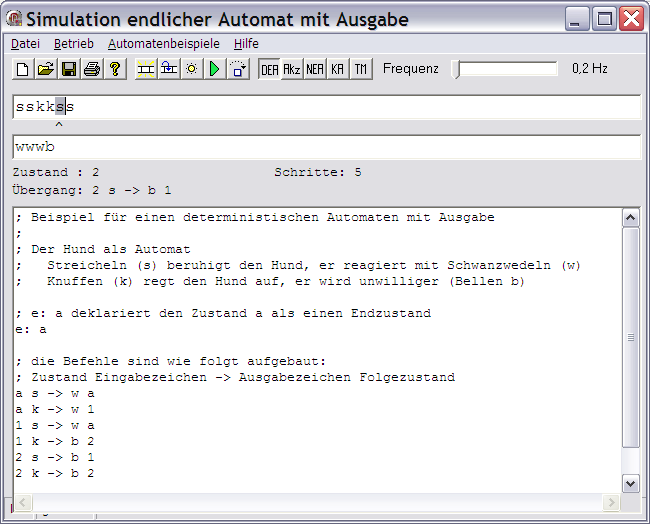 Simulation endlicher Automat mit Ausgabe
Datei Betrieb Automatenbeispiele Hilfe
DEA Akz NEA KA TM Frequenz 0,2 Hz
sskkss
^
wwwb
Zustand : 2 Schritte: 5
Übergang: 2 s -> b 1
; Beispiel für einen deterministischen Automaten mit Ausgabe
;
; Der Hund als Automat
;   Streicheln (s) beruhigt den Hund, er reagiert mit Schwanzwedeln (w)
;   Knuffen (k) regt den Hund auf, er wird unwilliger (Bellen b)
; e: a deklariert den Zustand a als einen Endzustand
e: a
; die Befehle sind wie folgt aufgebaut:
; Zustand Eingabezeichen -> Ausgabezeichen Folgezustand
a s -> w a
a k -> w 1
1 s -> w a
1 k -> b 2
2 s -> b 1
2 k -> b 2